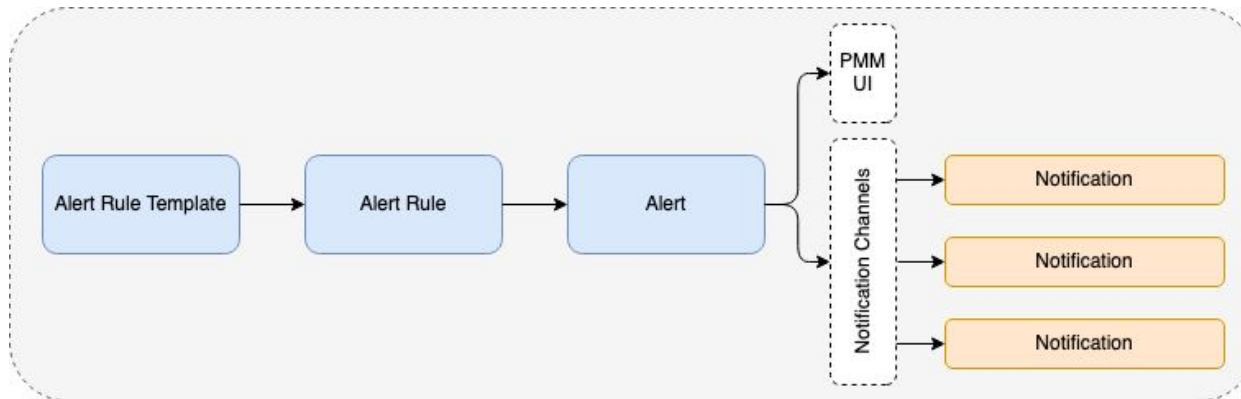 PMM
UI
Alert Rule Template
Alert Rule
Alert
Notification Channels
Notification
Notification
Notification